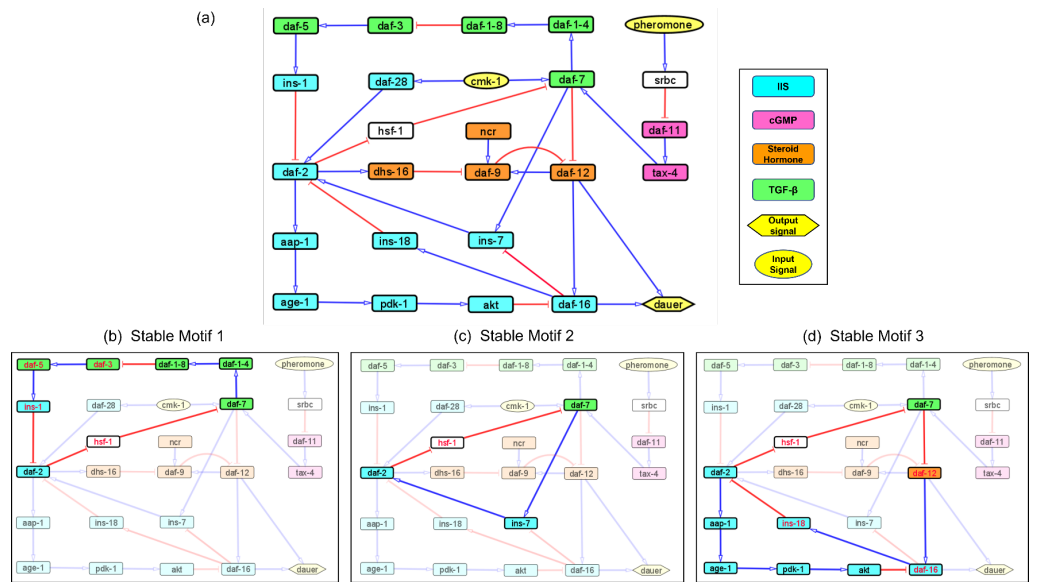 (a)
daf-5 daf-3 daf-1-8 daf-1-4 pheromone
ins-1 daf-28 cmk-1 daf-7 srbc
hsf-1 ncr daf-11
daf-2 dhs-16 daf-9 daf-12 tax-4
aap-1 ins-18 ins-7
age-1 pdk-1 akt daf-16 dauer
IIS
cGMP
Steroid
Hormone
TGF-β
Output
signal
Input
Signal
(b) Stable Motif 1
daf-5 daf-3 daf-1-8 daf-1-4 pheromone
ins-1 daf-28 cmk-1 daf-7 srbc
hsf-1 ncr daf-11
daf-2 dhs-16 daf-9 daf-12 tax-4
aap-1 ins-18 ins-7
age-1 pdk-1 akt daf-16 dauer
(c) Stable Motif 2
daf-5 daf-3 daf-1-8 daf-1-4 pheromone
ins-1 daf-28 cmk-1 daf-7 srbc
hsf-1 ncr daf-11
daf-2 dhs-16 daf-9 daf-12 tax-4
aap-1 ins-18 ins-7
age-1 pdk-1 akt daf-16 dauer
(d) Stable Motif 3
daf-5 daf-3 daf-1-8 daf-1-4 pheromone
ins-1 daf-28 cmk-1 daf-7 srbc
hsf-1 ncr daf-11
daf-2 dhs-16 daf-9 daf-12 tax-4
aap-1 ins-18 ins-7
age-1 pdk-1 akt daf-16 dauer